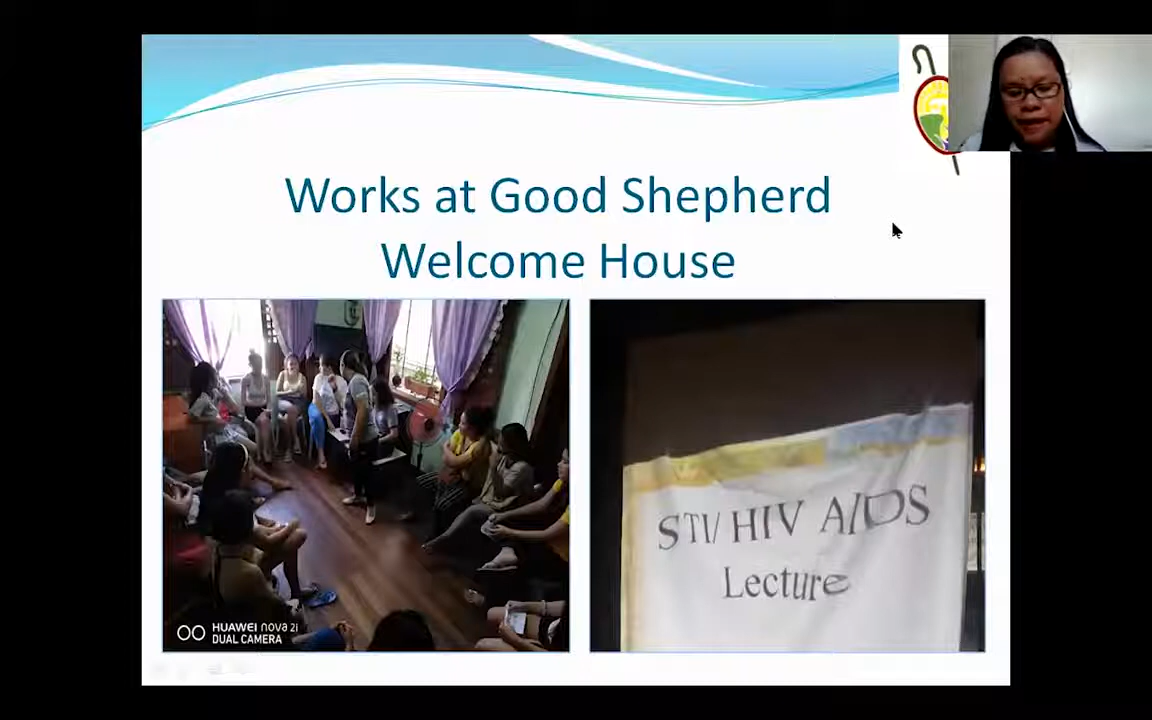 Works at Good Shepherd
Welcome House
HUAWEI nova 2i
DUAL CAMERA
STI/ HIV AIDS
Lecture